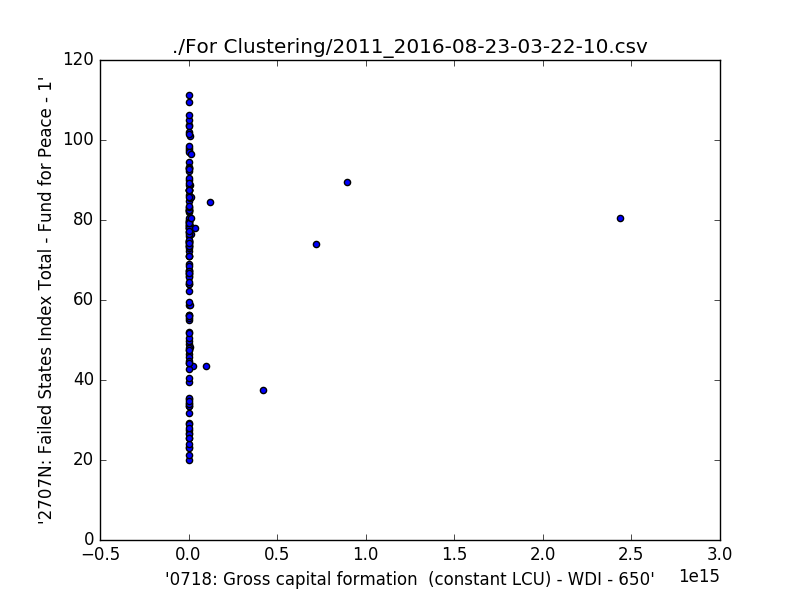 ./For Clustering/2011_2016-08-23-03-22-10.csv
120
100
80
60
40
20
0
'2707N: Failed States Index Total - Fund for Peace - 1'
−0.5 0.0 0.5 1.0 1.5 2.0 2.5 3.0
1e15
'0718: Gross capital formation  (constant LCU) - WDI - 650'